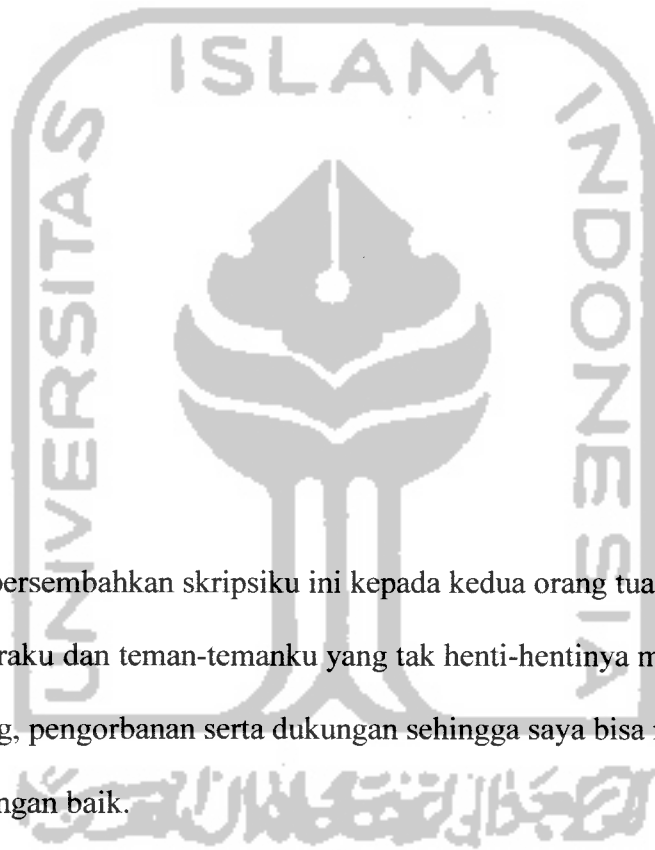 UNIVERSITAS
ISLAM
INDONESIA
persembahkan skripsiku ini kepada kedua orang tua
raku dan teman-temanku yang tak henti-hentinya m
g, pengorbanan serta dukungan sehingga saya bisa
ngan baik.